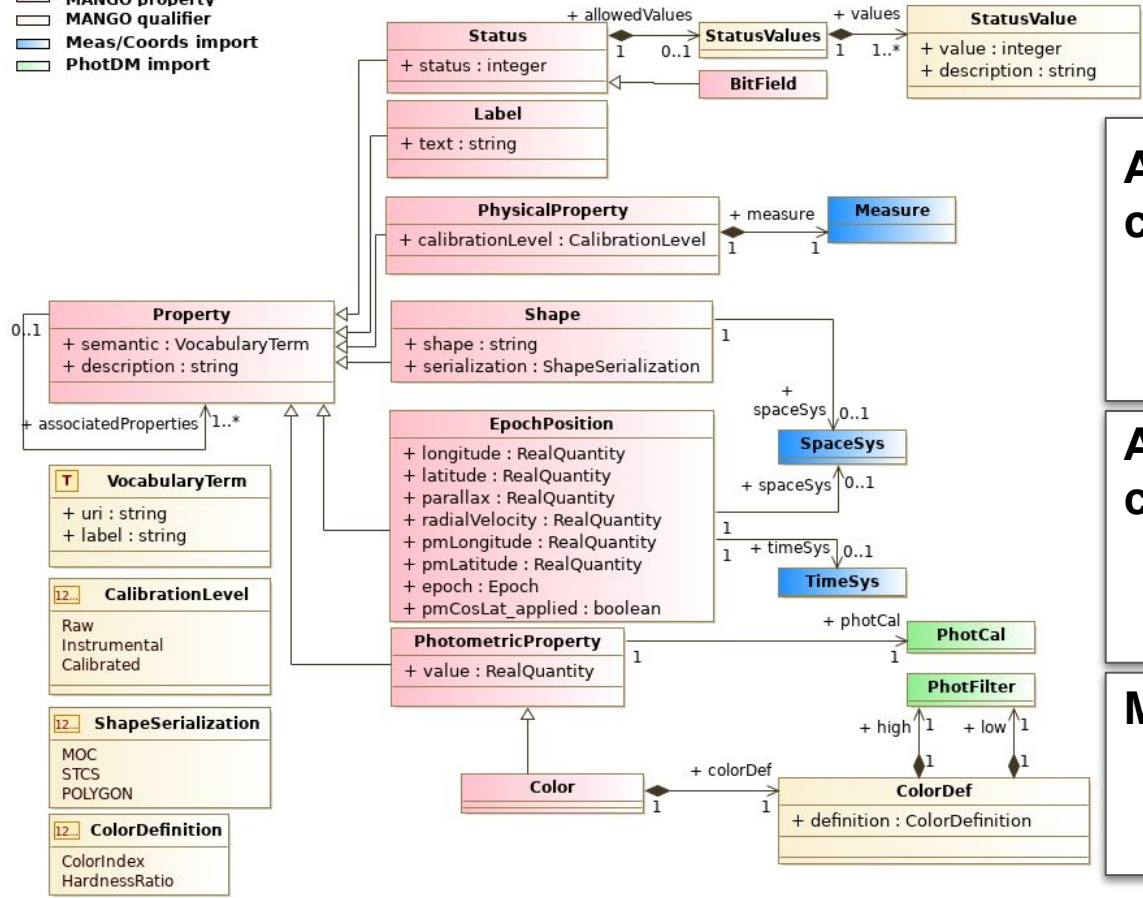 MANGO property
MANGO qualifier
Meas/Coords import
PhotDM import
Status
+ status : integer
+ allowedValues
1
0..1
StatusValues
+ values
1
1..*
StatusValue
+ value : integer
+ description : string
BitField
Label
+ text : string
PhysicalProperty
+ calibrationLevel : CalibrationLevel
+ measure
1
1
Measure
Property
+ semantic : VocabularyTerm
+ description : string
0..1
+ associatedProperties
1..*
Shape
+ shape : string
+ serialization : ShapeSerialization
1
+
spaceSys
0..1
SpaceSys
EpochPosition
+ longitude : RealQuantity
+ latitude : RealQuantity
+ parallax : RealQuantity
+ radialVelocity : RealQuantity
+ pmLongitude : RealQuantity
+ pmLatitude : RealQuantity
+ epoch : Epoch
+ pmCosLat_applied : boolean
+ spaceSys
0..1
1
1
+ timeSys
0..1
TimeSys
T
VocabularyTerm
+ uri : string
+ label : string
12...
CalibrationLevel
Raw
Instrumental
Calibrated
12...
ShapeSerialization
MOC
STCS
POLYGON
12...
ColorDefinition
ColorIndex
HardnessRatio
PhotometricProperty
+ value : RealQuantity
+ photCal
1
1
PhotCal
PhotFilter
+ high
1
+ low
1
1
1
Color
+ colorDef
1
1
ColorDef
+ definition : ColorDefinition
A
c
A
c
M